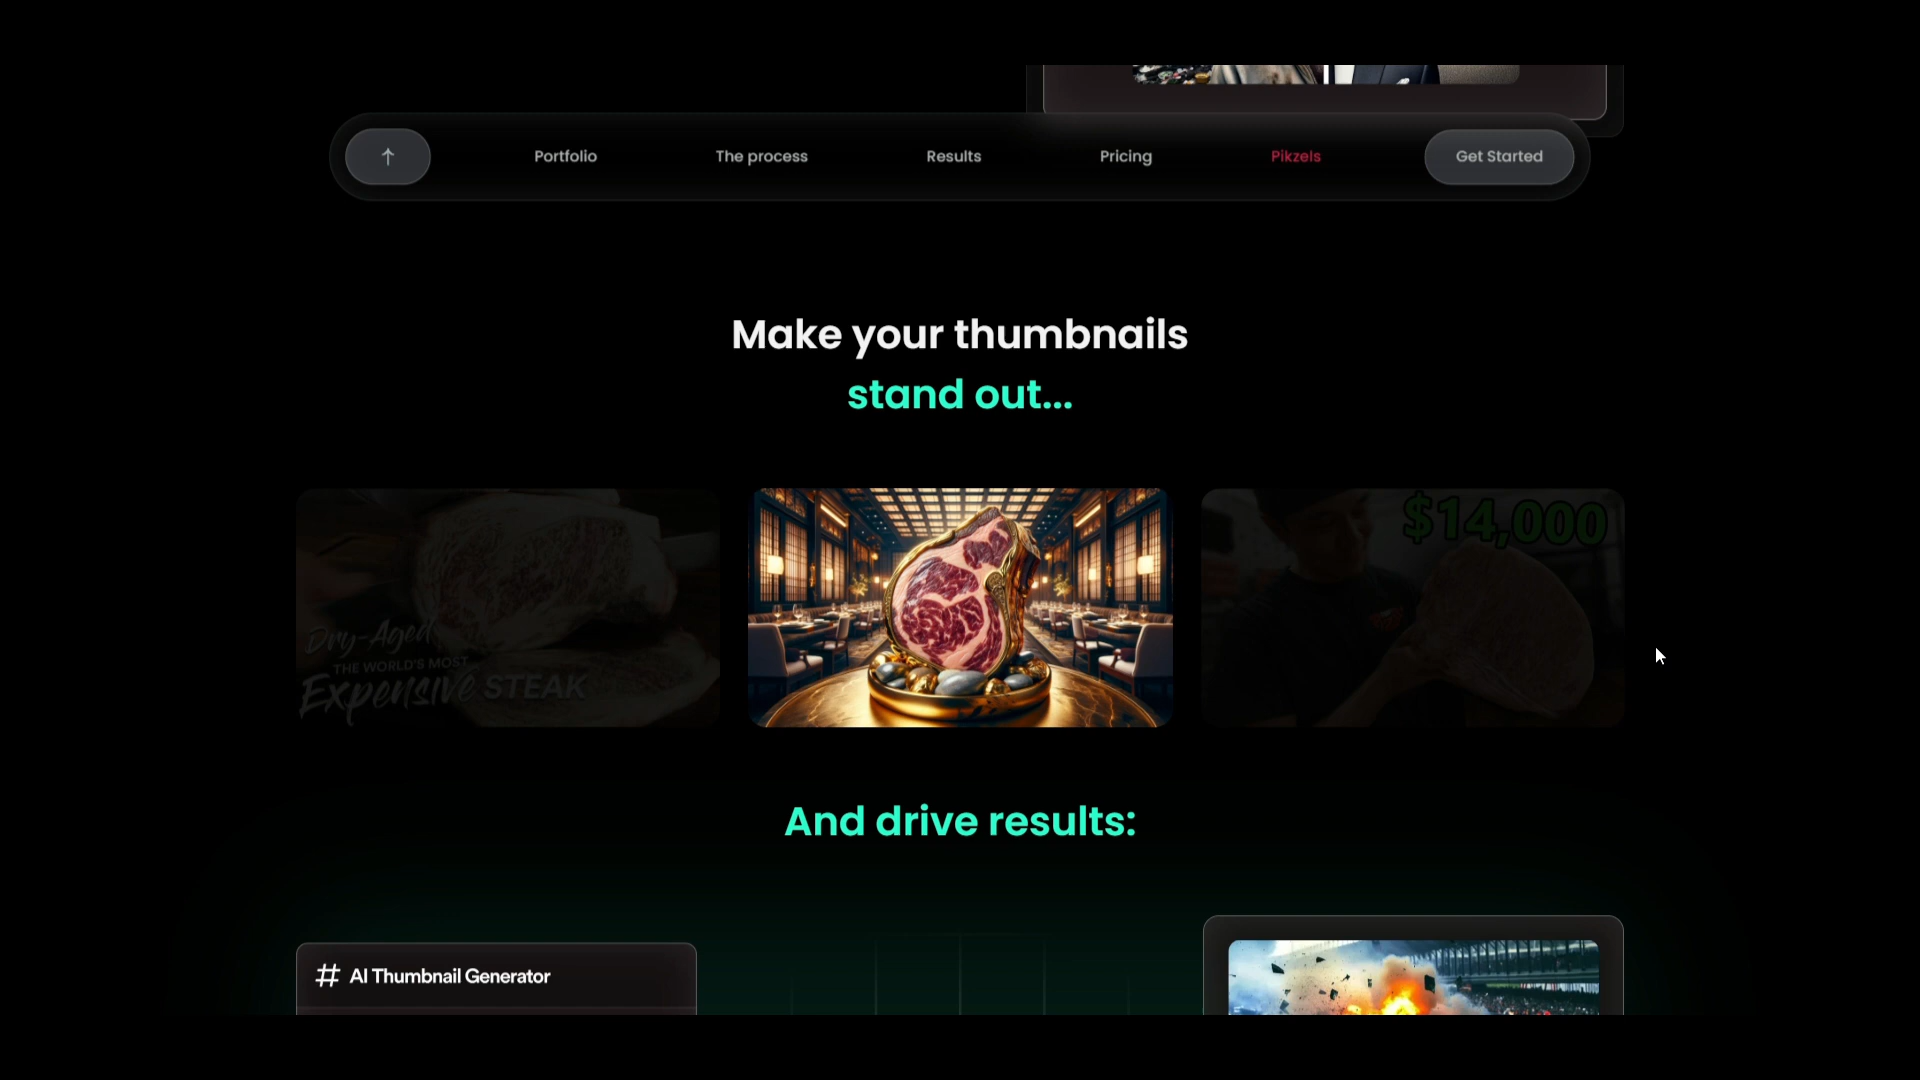 Portfolio
The process
Results
Pricing
Pikzels
Get Started
Make your thumbnails
stand out...
Dry-Aged
THE WORLD'S MOST
Expensive STEAK
$14,000
And drive results:
# AI Thumbnail Generator